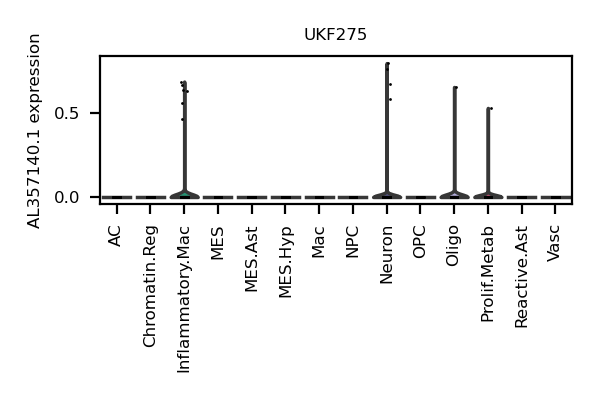 UKF275
AL357140.1 expression
0.5
0.0
AC
Chromatin.Reg
Inflammatory.Mac
MES
MES.Ast
MES.Hyp
Mac
NPC
Neuron
OPC
Oligo
Prolif.Metab
Reactive.Ast
Vasc